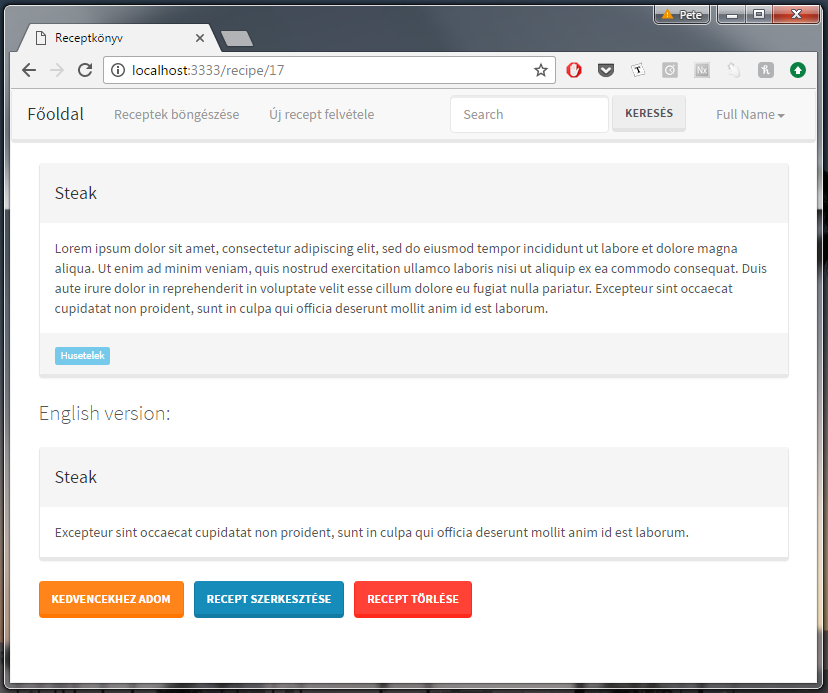 Pete
Receptkönyv
localhost:3333/recipe/17
Főoldal Receptek böngészése Új recept felvétele Search KERESÉS Full Name
Steak
Lorem ipsum dolor sit amet, consectetur adipiscing elit, sed do eiusmod tempor incididunt ut labore et dolore magna
aliqua. Ut enim ad minim veniam, quis nostrud exercitation ullamco laboris nisi ut aliquip ex ea commodo consequat. Duis
aute irure dolor in reprehenderit in voluptate velit esse cillum dolore eu fugiat nulla pariatur. Excepteur sint occaecat
cupidatat non proident, sunt in culpa qui officia deserunt mollit anim id est laborum.
Husetelek
English version:
Steak
Excepteur sint occaecat cupidatat non proident, sunt in culpa qui officia deserunt mollit anim id est laborum.
KEDVENCEKHEZ ADOM RECEPT SZERKESZTÉSE RECEPT TÖRLÉSE